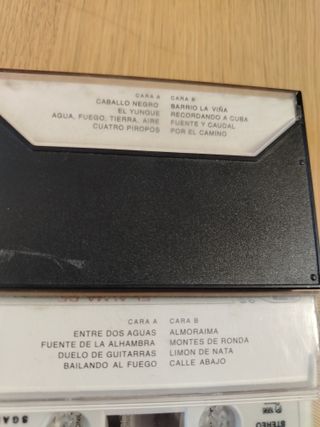 CARA A
CABALLO NEGRO
EL YUNQUE
AGUA, FUEGO, TIERRA, AIRE
CUATRO PIROPOS
CARA B
BARRIO LA VIÑA
RECORDANDO A CUBA
FUENTE Y CAUDAL
POR EL CAMINO
CARA A
ENTRE DOS AGUAS
FUENTE DE LA ALHAMBRA
DUELO DE GUITARRAS
BAILANDO AL FUEGO
CARA B
ALMORAIMA
MONTES DE RONDA
LIMON DE NATA
CALLE ABAJO
STEREO
SGA